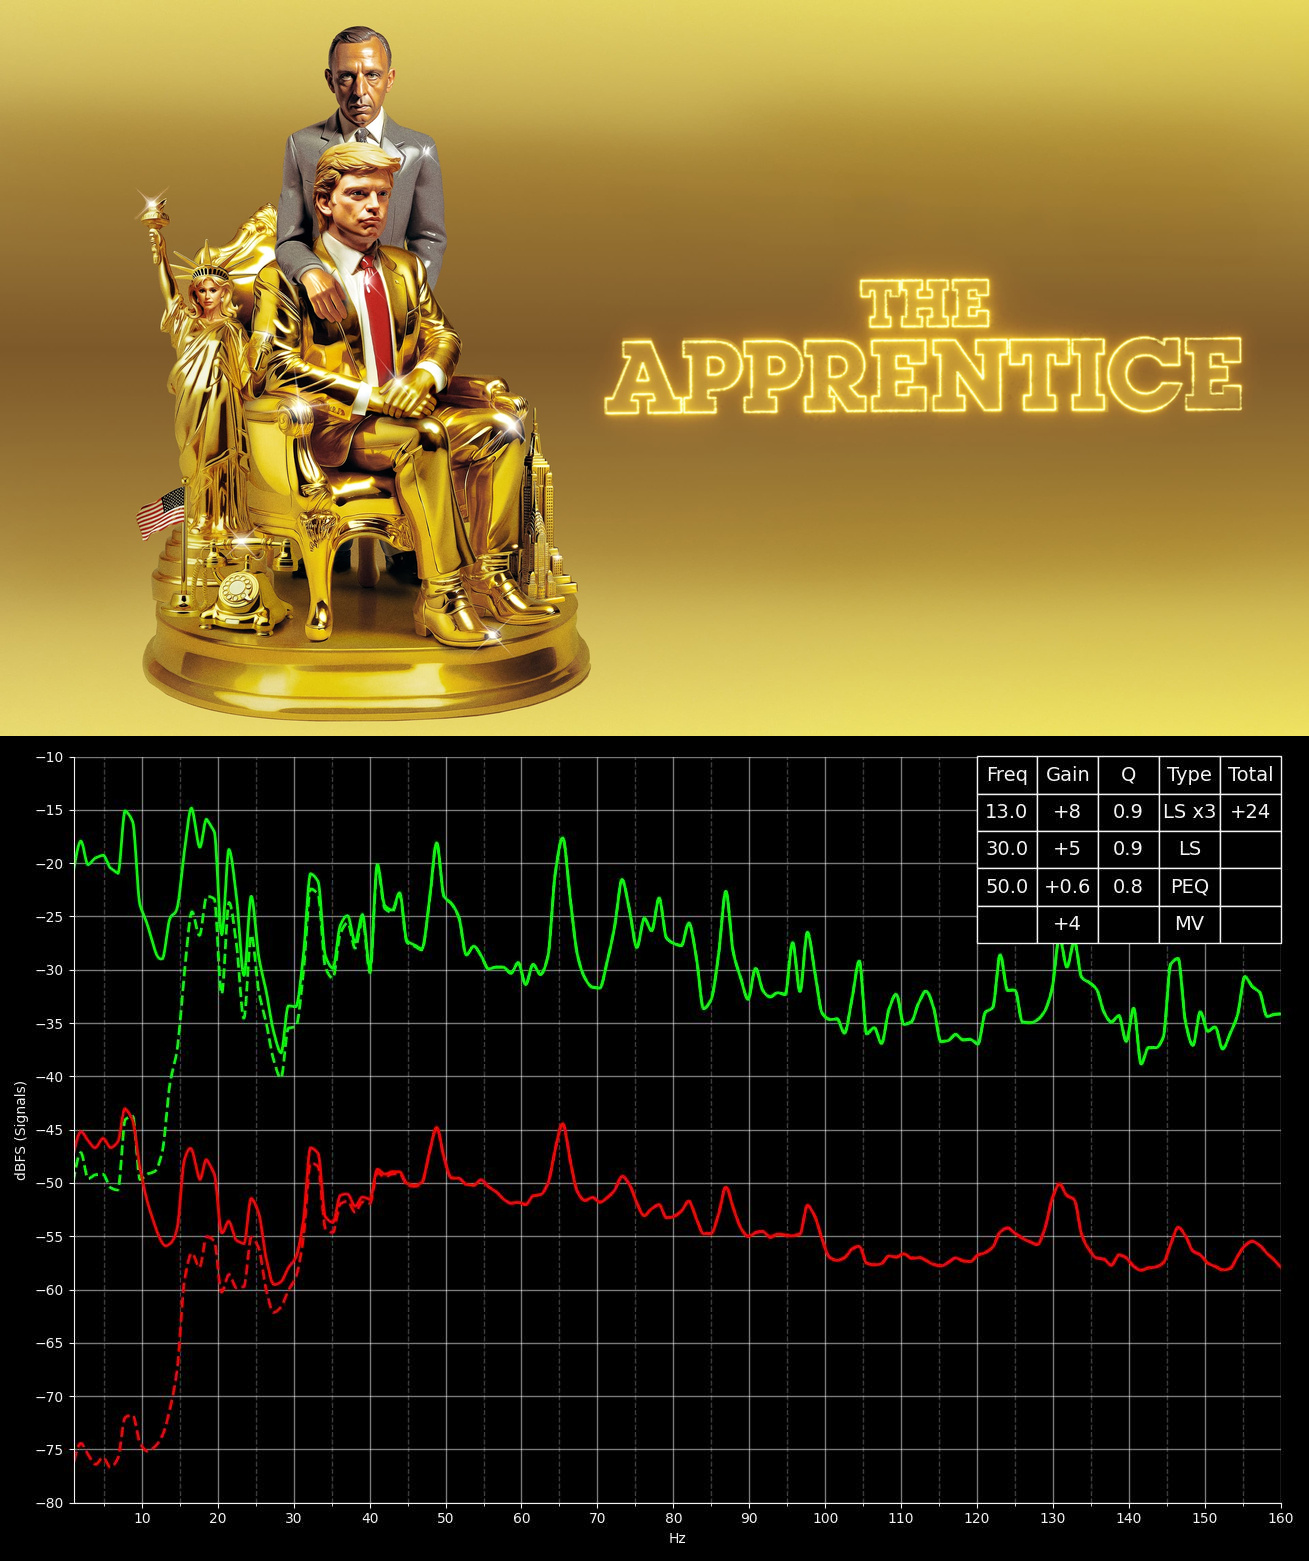 THE
APPRENTICE
Freq Gain Q Type Total
13.0 +8 0.9 LS x3 +24
30.0 +5 0.9 LS
50.0 +0.6 0.8 PEQ
+4 MV
−10
−15
−20
−25
−30
−35
−40
−45
−50
−55
−60
−65
−70
−75
−80
dBFS (Signals)
10 20 30 40 50 60 70 80 90 100 110 120 130 140 150 160
Hz